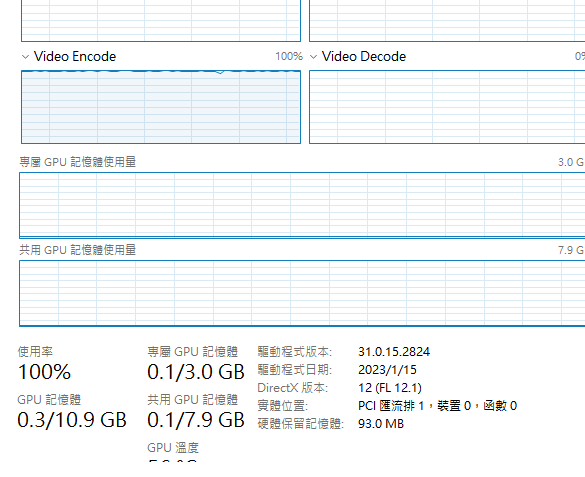 Video Encode 100% Video Decode 0%
專屬 GPU 記憶體使用量 3.0 G
共用 GPU 記憶體使用量 7.9 G
使用率 專屬 GPU 記憶體 驅動程式版本: 31.0.15.2824
100% 0.1/3.0 GB 驅動程式日期: 2023/1/15
GPU 記憶體 共用 GPU 記憶體 DirectX 版本: 12 (FL 12.1)
0.3/10.9 GB 0.1/7.9 GB 實體位置: PCI 匯流排 1，裝置 0，函數 0
硬體保留記憶體: 93.0 MB
GPU 溫度